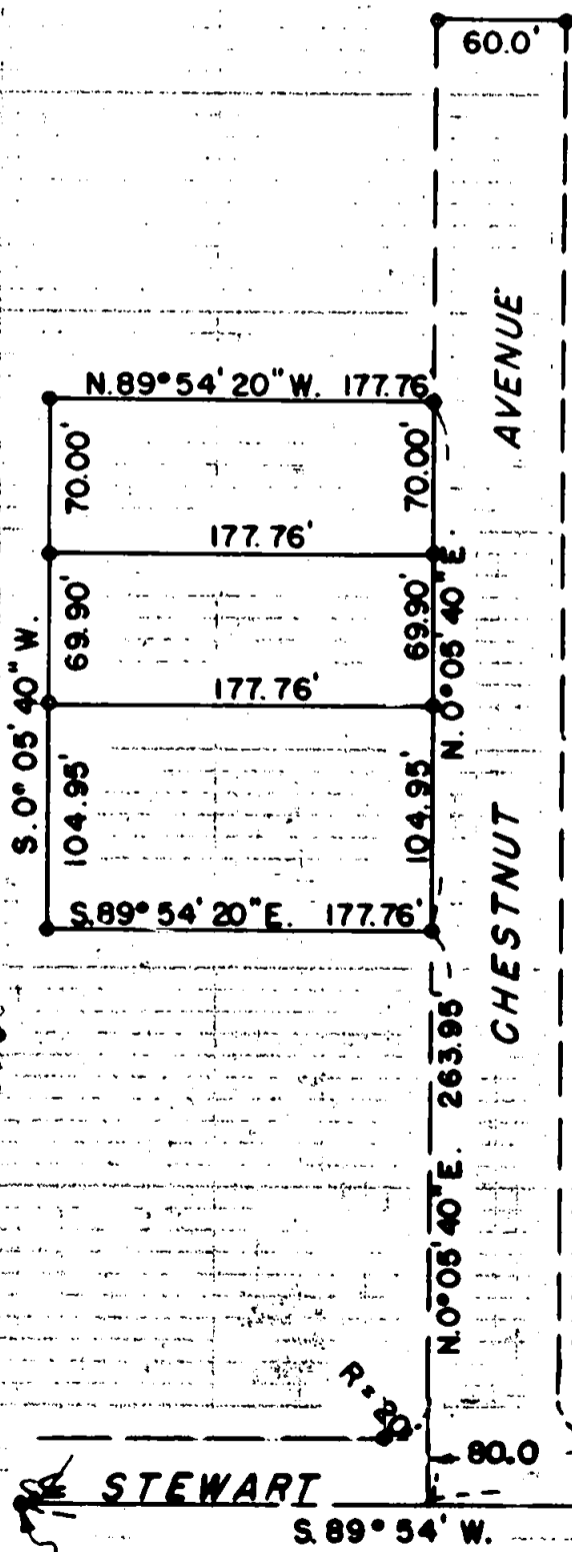 60.0'
AVENUE
N. 89° 54' 20" W. 177.76'
70.00'
70.00'
177.76'
69.90'
69.90'
N. 0° 05' 40" E.
S. 0° 05' 40" W.
177.76'
104.95'
104.95'
CHESTNUT
S. 89° 54' 20" E. 177.76'
N. 0° 05' 40" E. 263.95'
R = 20'
80.0
STEWART
S. 89° 54' W.